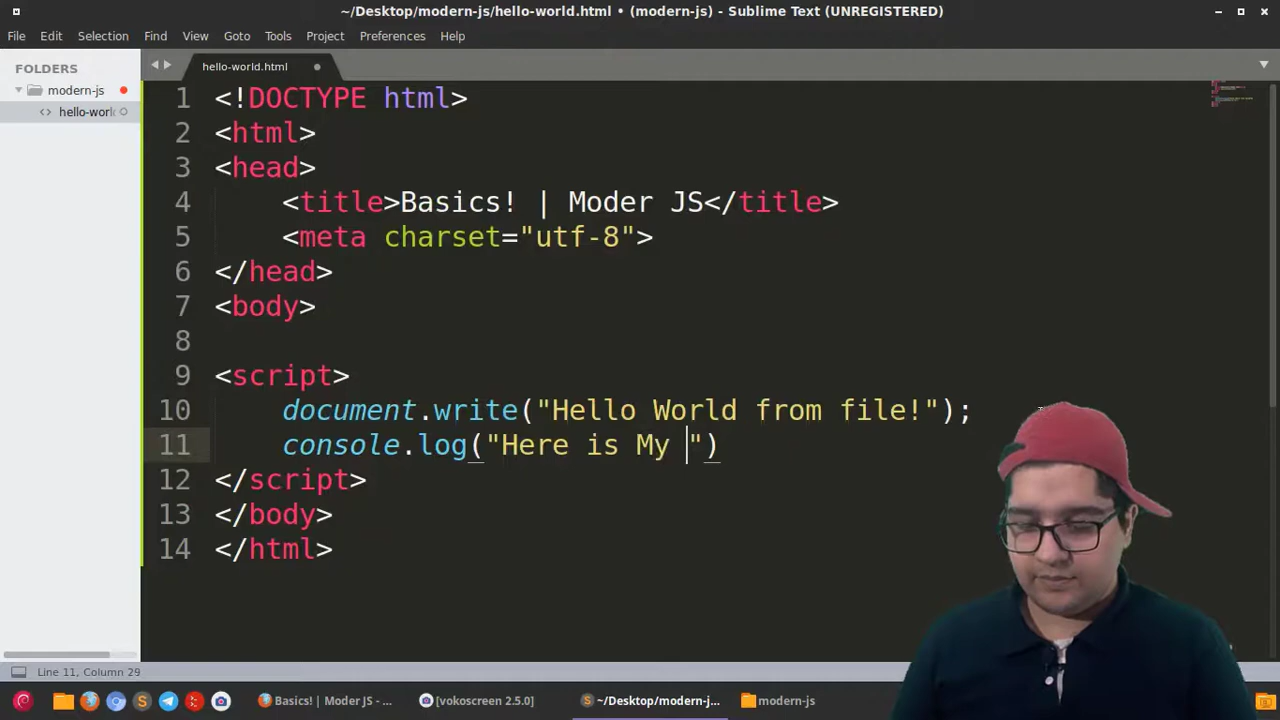 ~/Desktop/modern-js/hello-world.html • (modern-js) - Sublime Text (UNREGISTERED)
File Edit Selection Find View Goto Tools Project Preferences Help
FOLDERS
modern-js
hello-worl
hello-world.html
1 <!DOCTYPE html>
2 <html>
3 <head>
4 <title>Basics! | Moder JS</title>
5 <meta charset="utf-8">
6 </head>
7 <body>
8
9 <script>
10 document.write("Hello World from file!");
11 console.log("Here is My ")
12 </script>
13 </body>
14 </html>
Line 11, Column 29
Basics! | Moder JS - ...
[vokoscreen 2.5.0]
~/Desktop/modern-j...
modern-js